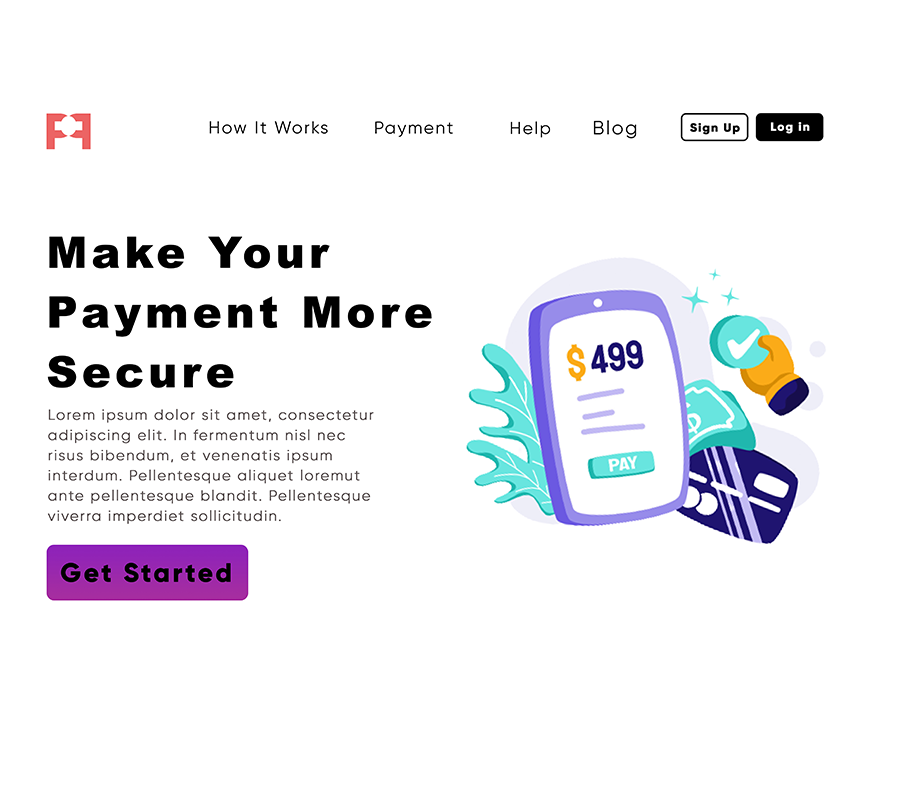 How It Works
Payment
Help
Blog
Sign Up
Log in
Make Your
Payment More
Secure
Lorem ipsum dolor sit amet, consectetur
adipiscing elit. In fermentum nisl nec
risus bibendum, et venenatis ipsum
interdum. Pellentesque aliquet loremut
ante pellentesque blandit. Pellentesque
viverra imperdiet sollicitudin.
Get Started
$499
PAY